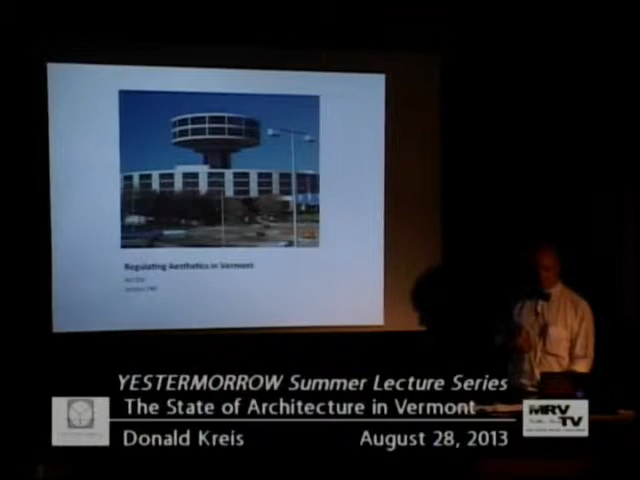 Regulating Aesthetics in Vermont
YESTERMORROW Summer Lecture Series
The State of Architecture in Vermont
Donald Kreis
August 28, 2013
MRV
TV